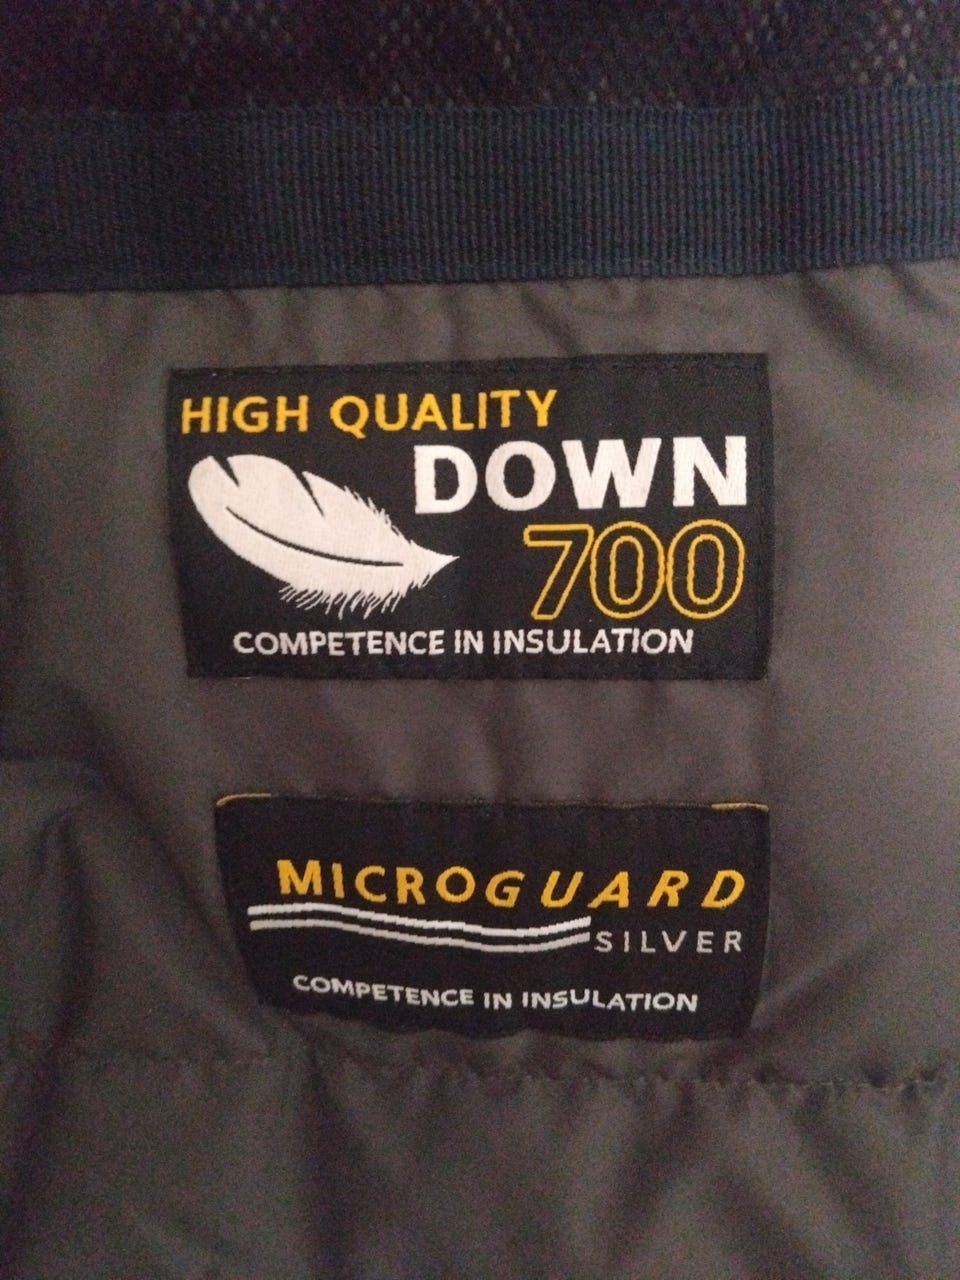 HIGH QUALITY
DOWN
700
COMPETENCE IN INSULATION
MICROGUARD
SILVER
COMPETENCE IN INSULATION